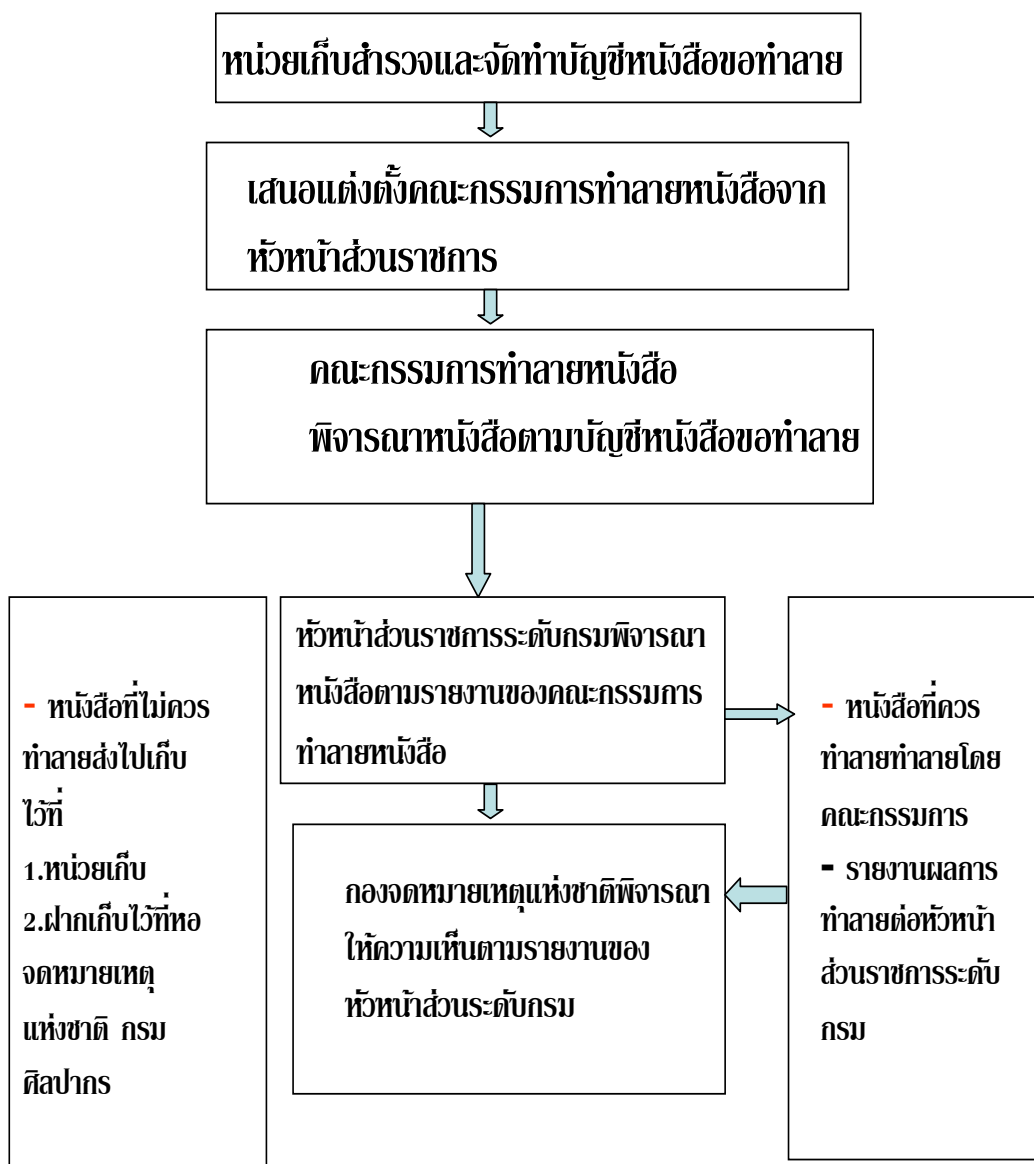 หน่วยเก็บสำรวจและจัดทำบัญชีหนังสือขอทำลาย
เสนอแต่งตั้งคณะกรรมการทำลายหนังสือจาก
หัวหน้าส่วนราชการ
คณะกรรมการทำลายหนังสือ
พิจารณาหนังสือตามบัญชีหนังสือขอทำลาย
- หนังสือที่ไม่ควร
ทำลายส่งไปเก็บ
ไว้ที่
1.หน่วยเก็บ
2.ฝากเก็บไว้ที่หอ
จดหมายเหตุ
แห่งชาติ กรม
ศิลปากร
หัวหน้าส่วนราชการระดับกรมพิจารณา
หนังสือตามรายงานของคณะกรรมการ
ทำลายหนังสือ
กองจดหมายเหตุแห่งชาติพิจารณา
ให้ความเห็นตามรายงานของ
หัวหน้าส่วนระดับกรม
- หนังสือที่ควร
ทำลายทำลายโดย
คณะกรรมการ
- รายงานผลการ
ทำลายต่อหัวหน้า
ส่วนราชการระดับ
กรม